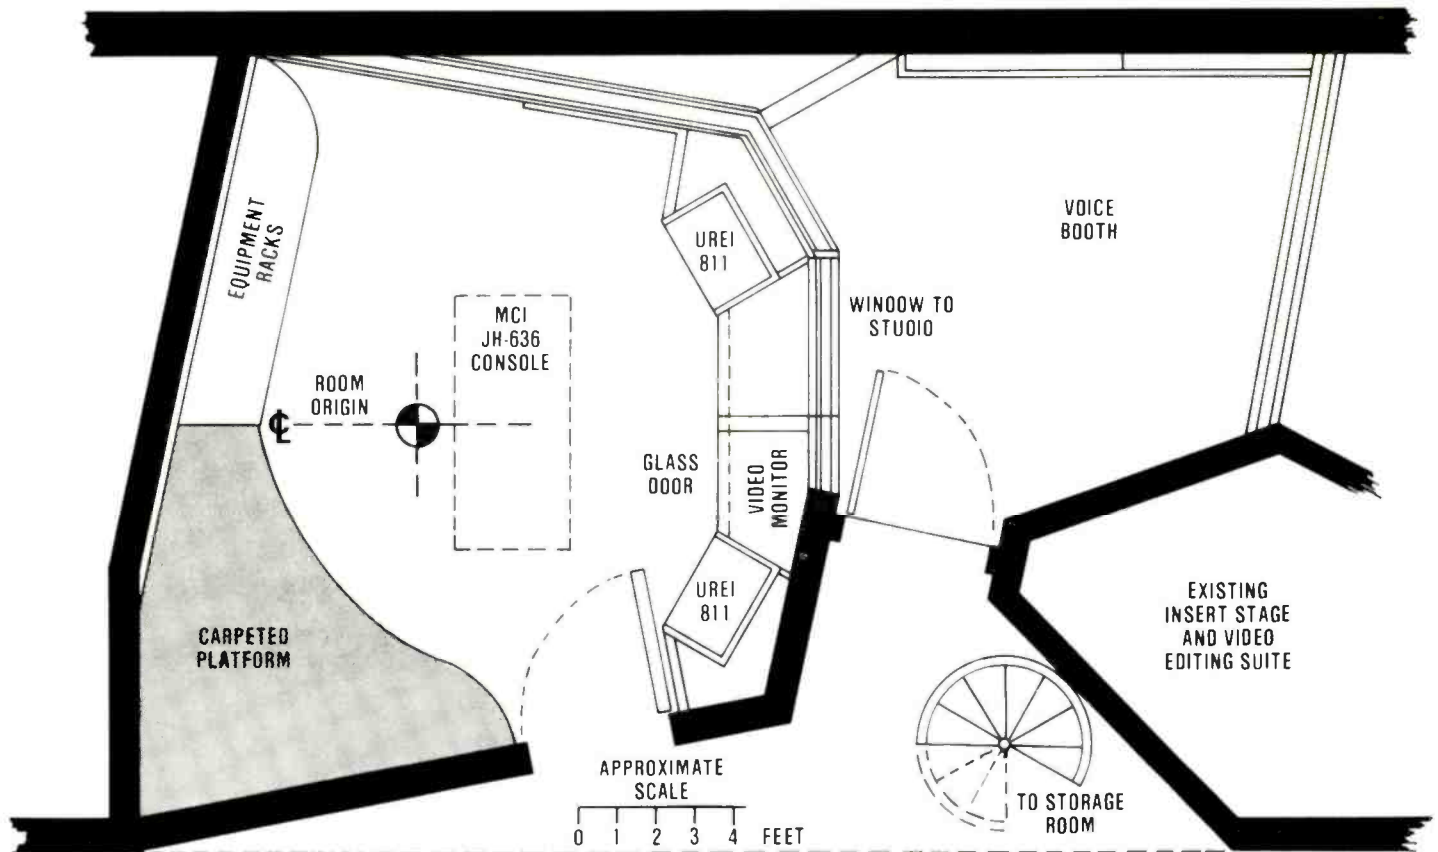 EQUIPMENT
RACKS
MCI
JH-636
CONSOLE
ROOM
ORIGIN
℄
UREI
811
VOICE
BOOTH
WINDOW TO
STUDIO
GLASS
DOOR
VIDEO
MONITOR
UREI
811
CARPETED
PLATFORM
EXISTING
INSERT STAGE
AND VIDEO
EDITING SUITE
APPROXIMATE
SCALE
0 1 2 3 4 FEET
TO STORAGE
ROOM